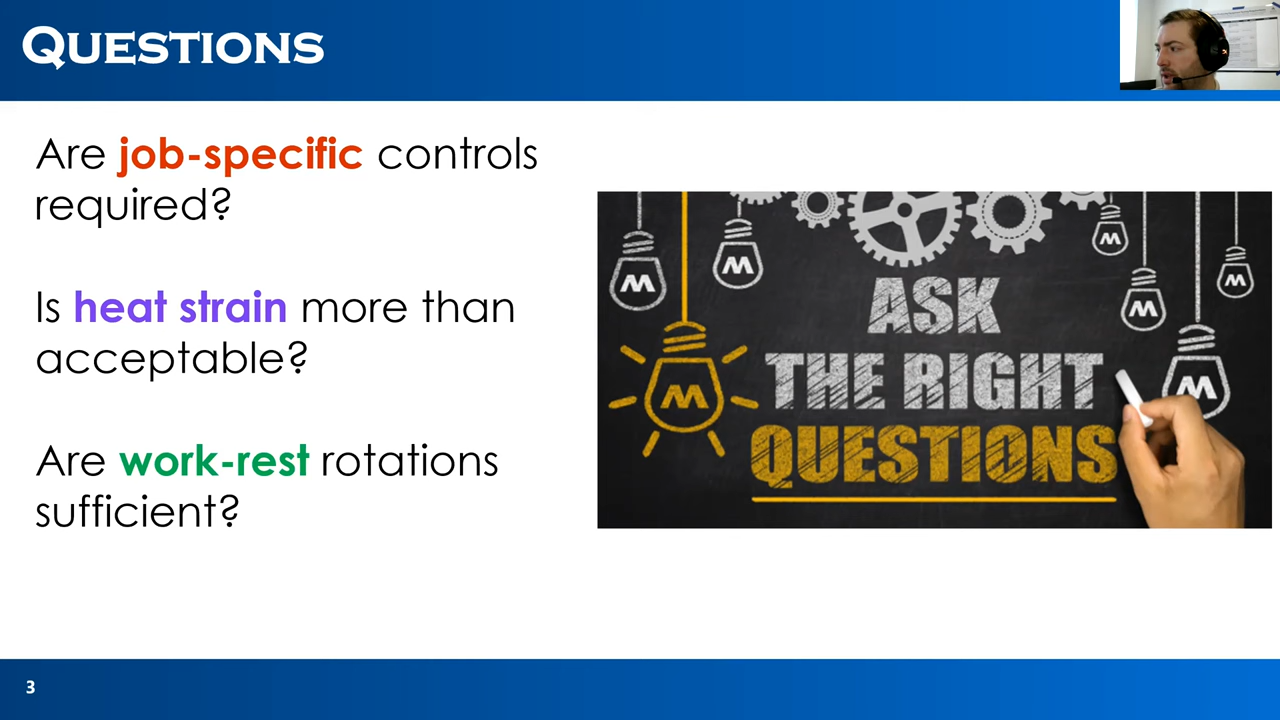 QUESTIONS
Are job-specific controls
required?
Is heat strain more than
acceptable?
Are work-rest rotations
sufficient?
ASK
THE RIGHT
QUESTIONS
3